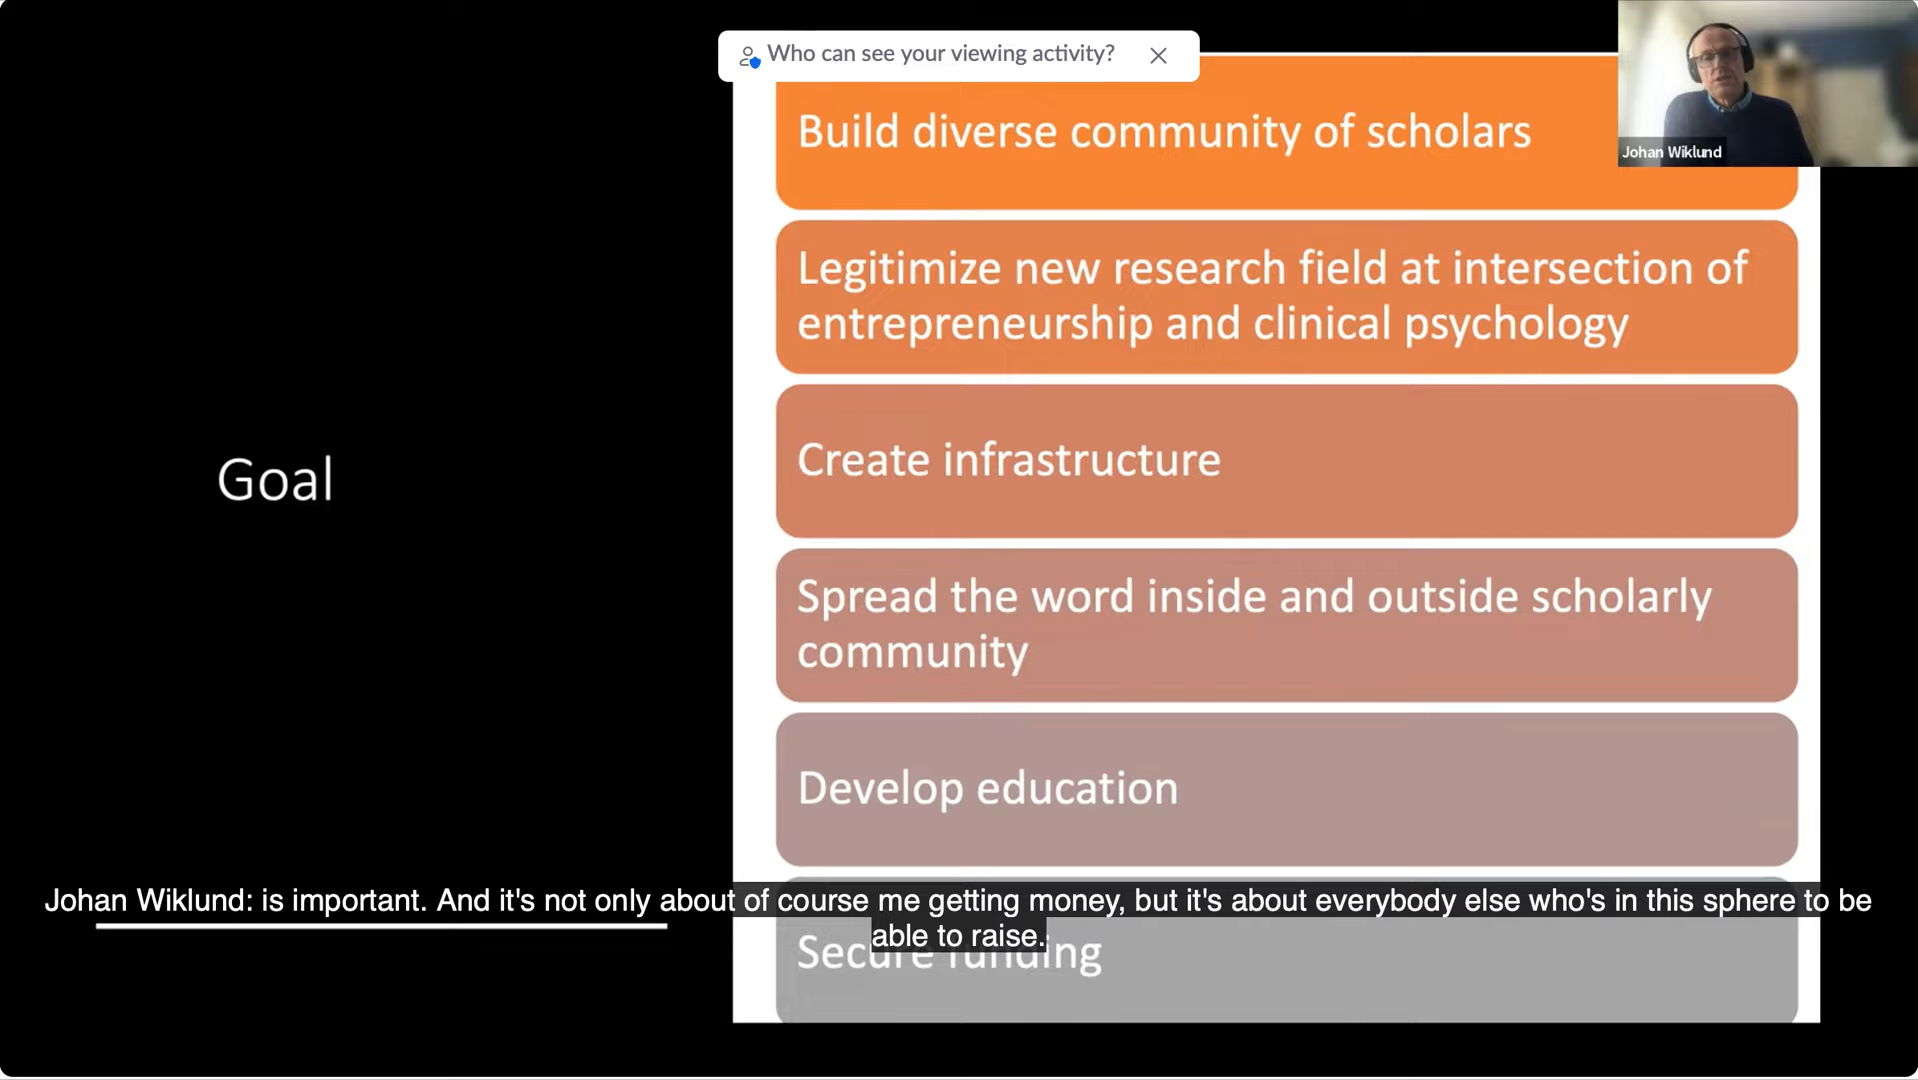 Who can see your viewing activity?
Johan Wiklund
Goal
Build diverse community of scholars
Legitimize new research field at intersection of
entrepreneurship and clinical psychology
Create infrastructure
Spread the word inside and outside scholarly
community
Develop education
Secure funding
Johan Wiklund: is important. And it's not only about of course me getting money, but it's about everybody else who's in this sphere to be
able to raise.